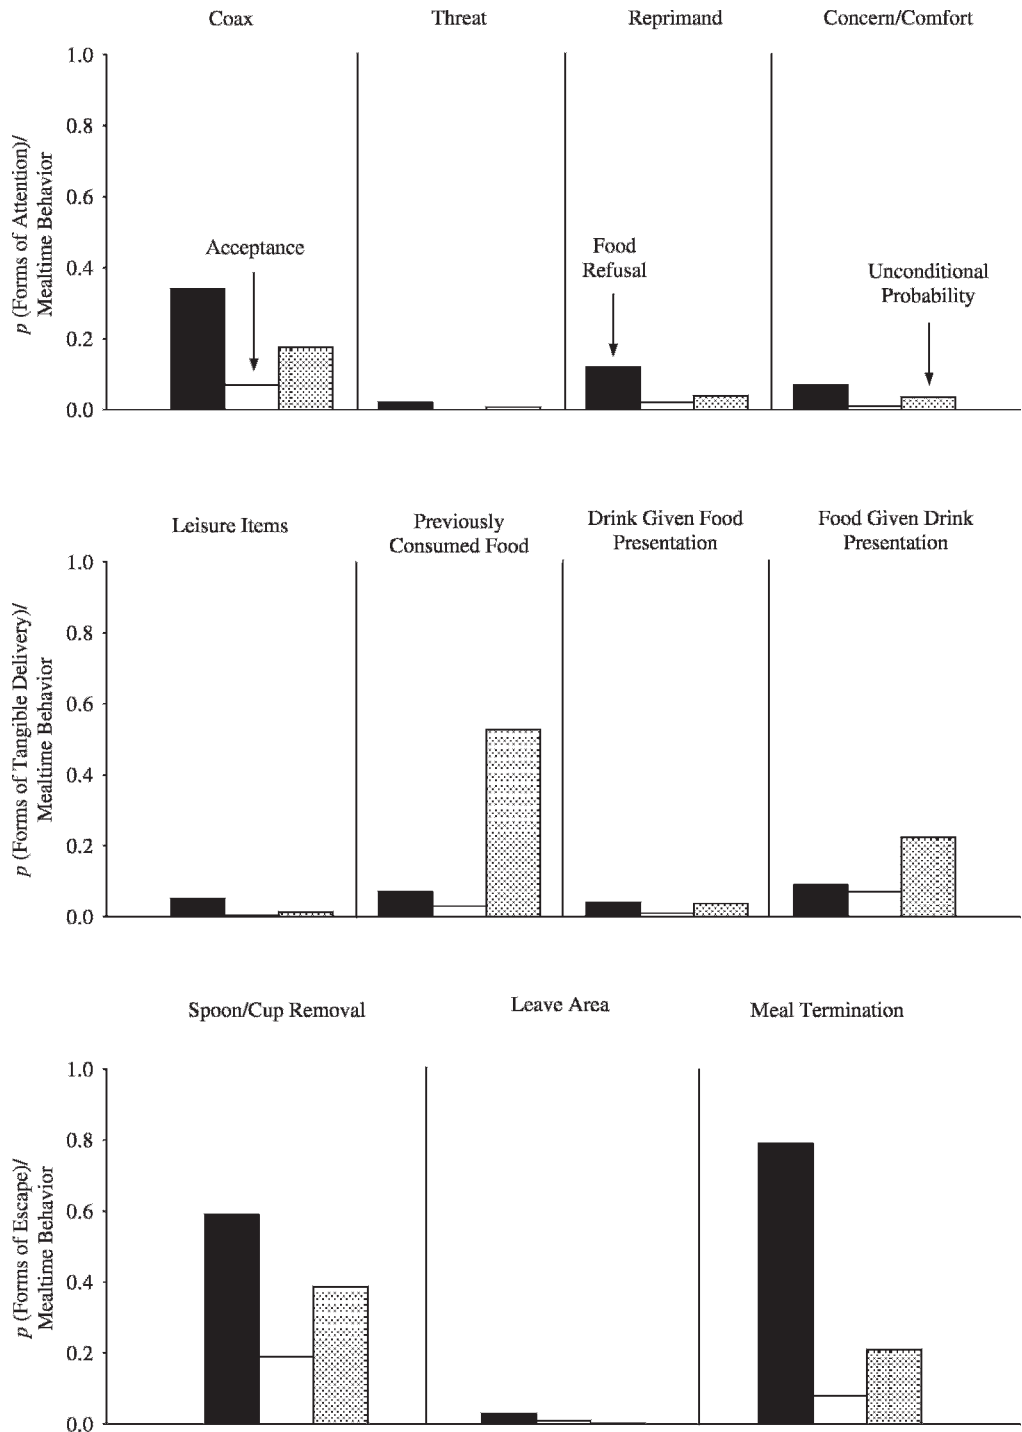 Coax Threat Reprimand Concern/Comfort
p (Forms of Attention)/
Mealtime Behavior
1.0
0.8
0.6
0.4
0.2
0.0
Acceptance
Food
Refusal
Unconditional
Probability
Leisure Items
Previously
Consumed Food
Drink Given Food
Presentation
Food Given Drink
Presentation
p (Forms of Tangible Delivery)/
Mealtime Behavior
1.0
0.8
0.6
0.4
0.2
0.0
Spoon/Cup Removal Leave Area Meal Termination
p (Forms of Escape)/
Mealtime Behavior
1.0
0.8
0.6
0.4
0.2
0.0